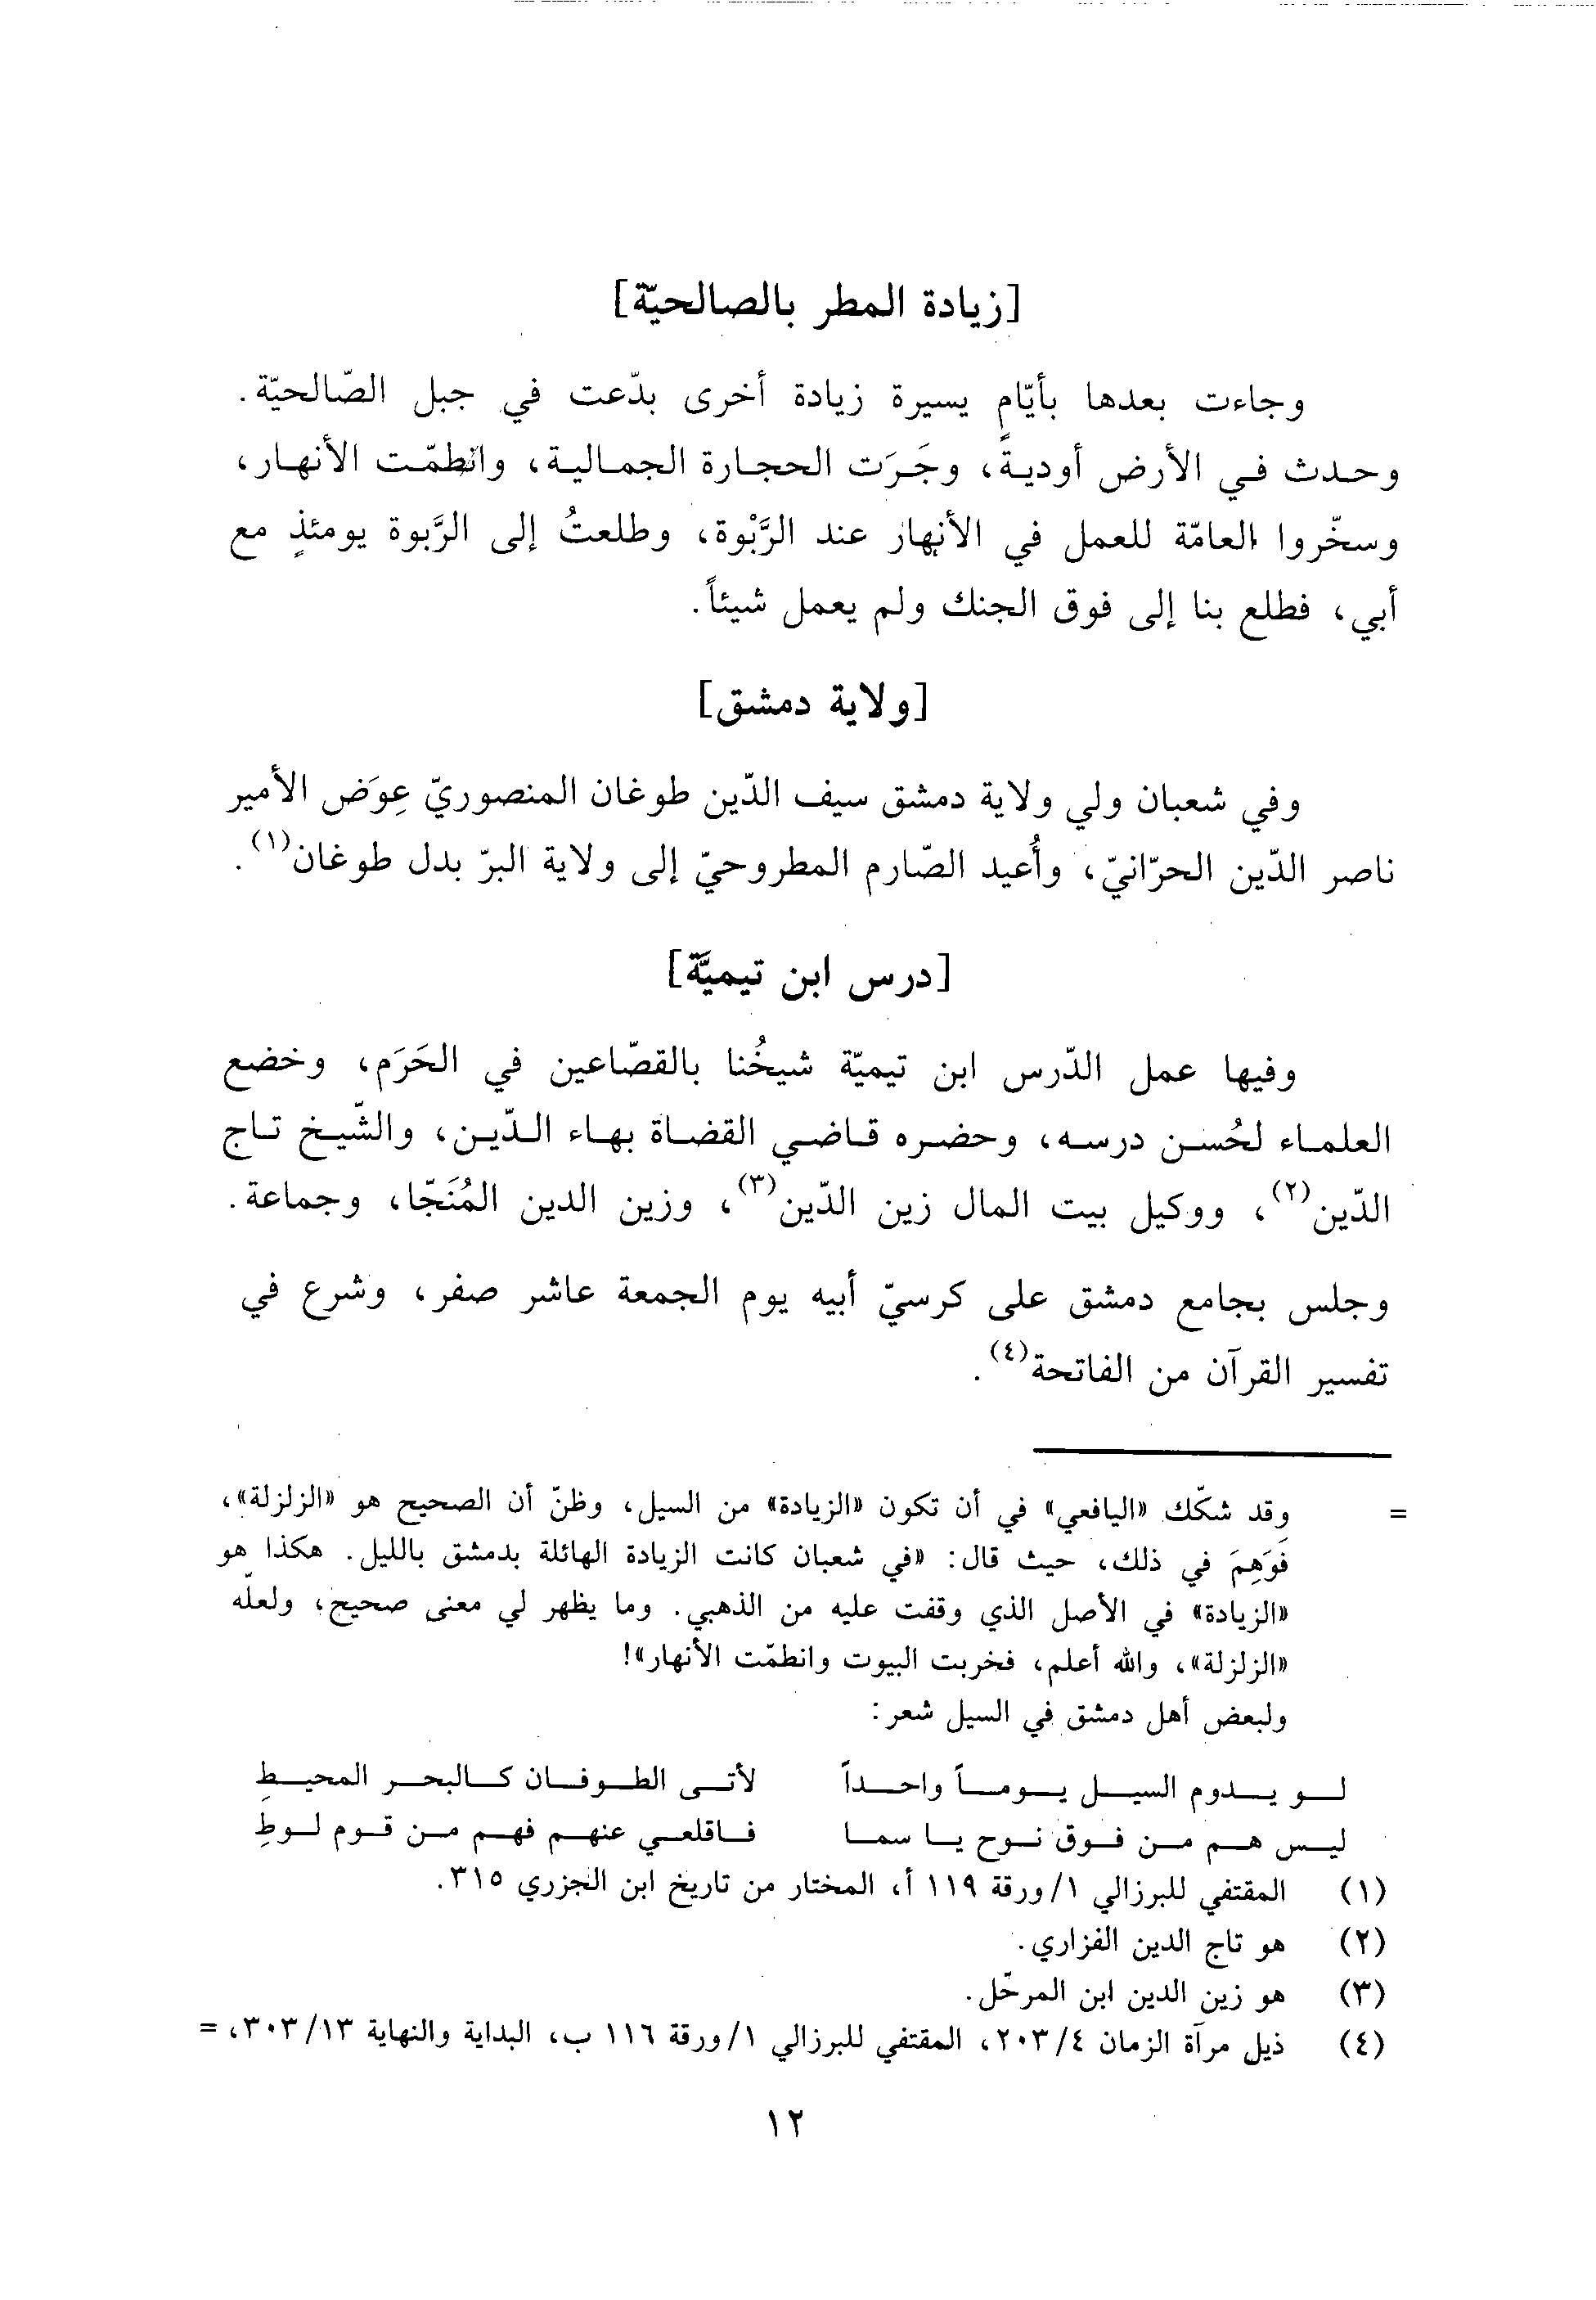 [زيادة المطر بالصالحيّة]
وجاءت بعدها بأيّامٍ يسيرة زيادة أخرى بدّعت في جبل الصّالحيّة.
وحدث في الأرض أوديةً، وجَرَت الحجارة الجمالية، وانطمّت الأنهار،
وسخّروا العامّة للعمل في الأنهار عند الرَّبْوة، وطلعتُ إلى الرَّبوة يومئذٍ مع
أبي، فطلع بنا إلى فوق الجنك ولم يعمل شيئاً.
[ولاية دمشق]
وفي شعبان ولي ولاية دمشق سيف الدّين طوغان المنصوريّ عِوَض الأمير
ناصر الدّين الحرّانيّ، وأُعيد الصّارم المطروحيّ إلى ولاية البرّ بدل طوغان(١).
[درس ابن تيميَّة]
وفيها عمل الدّرس ابن تيميّة شيخُنا بالقصّاعين في الحَرَم، وخضع
العلماء لحُسن درسه، وحضره قاضي القضاة بهاء الدّين، والشّيخ تاج
الدّين(٢)، ووكيل بيت المال زين الدّين(٣)، وزين الدين المُنَجّا، وجماعة.
وجلس بجامع دمشق على كرسيّ أبيه يوم الجمعة عاشر صفر، وشرع في
تفسير القرآن من الفاتحة(٤).
= وقد شكّك «اليافعي» في أن تكون «الزيادة» من السيل، وظنّ أن الصحيح هو «الزلزلة»،
فَوَهِمَ في ذلك، حيث قال: «في شعبان كانت الزيادة الهائلة بدمشق بالليل. هكذا هو
«الزيادة» في الأصل الذي وقفت عليه من الذهبي. وما يظهر لي معنى صحيح، ولعلّه
«الزلزلة»، والله أعلم، فخربت البيوت وانطمّت الأنهار»!
ولبعض أهل دمشق في السيل شعر:
لو يدوم السيل يوماً واحداً لأتى الطوفان كالبحر المحيطِ
ليس هم من فوق نوح يا سما فاقلعي عنهم فهم من قوم لوطِ
(١) المقتفي للبرزالي ١/ورقة ١١٩ أ، المختار من تاريخ ابن الجزري ٣١٥.
(٢) هو تاج الدين الفزاري.
(٣) هو زين الدين ابن المرحّل.
(٤) ذيل مرآة الزمان ٢٠٣/٤، المقتفي للبرزالي ١/ورقة ١١٦ ب، البداية والنهاية ٣٠٣/١٣، =
١٢